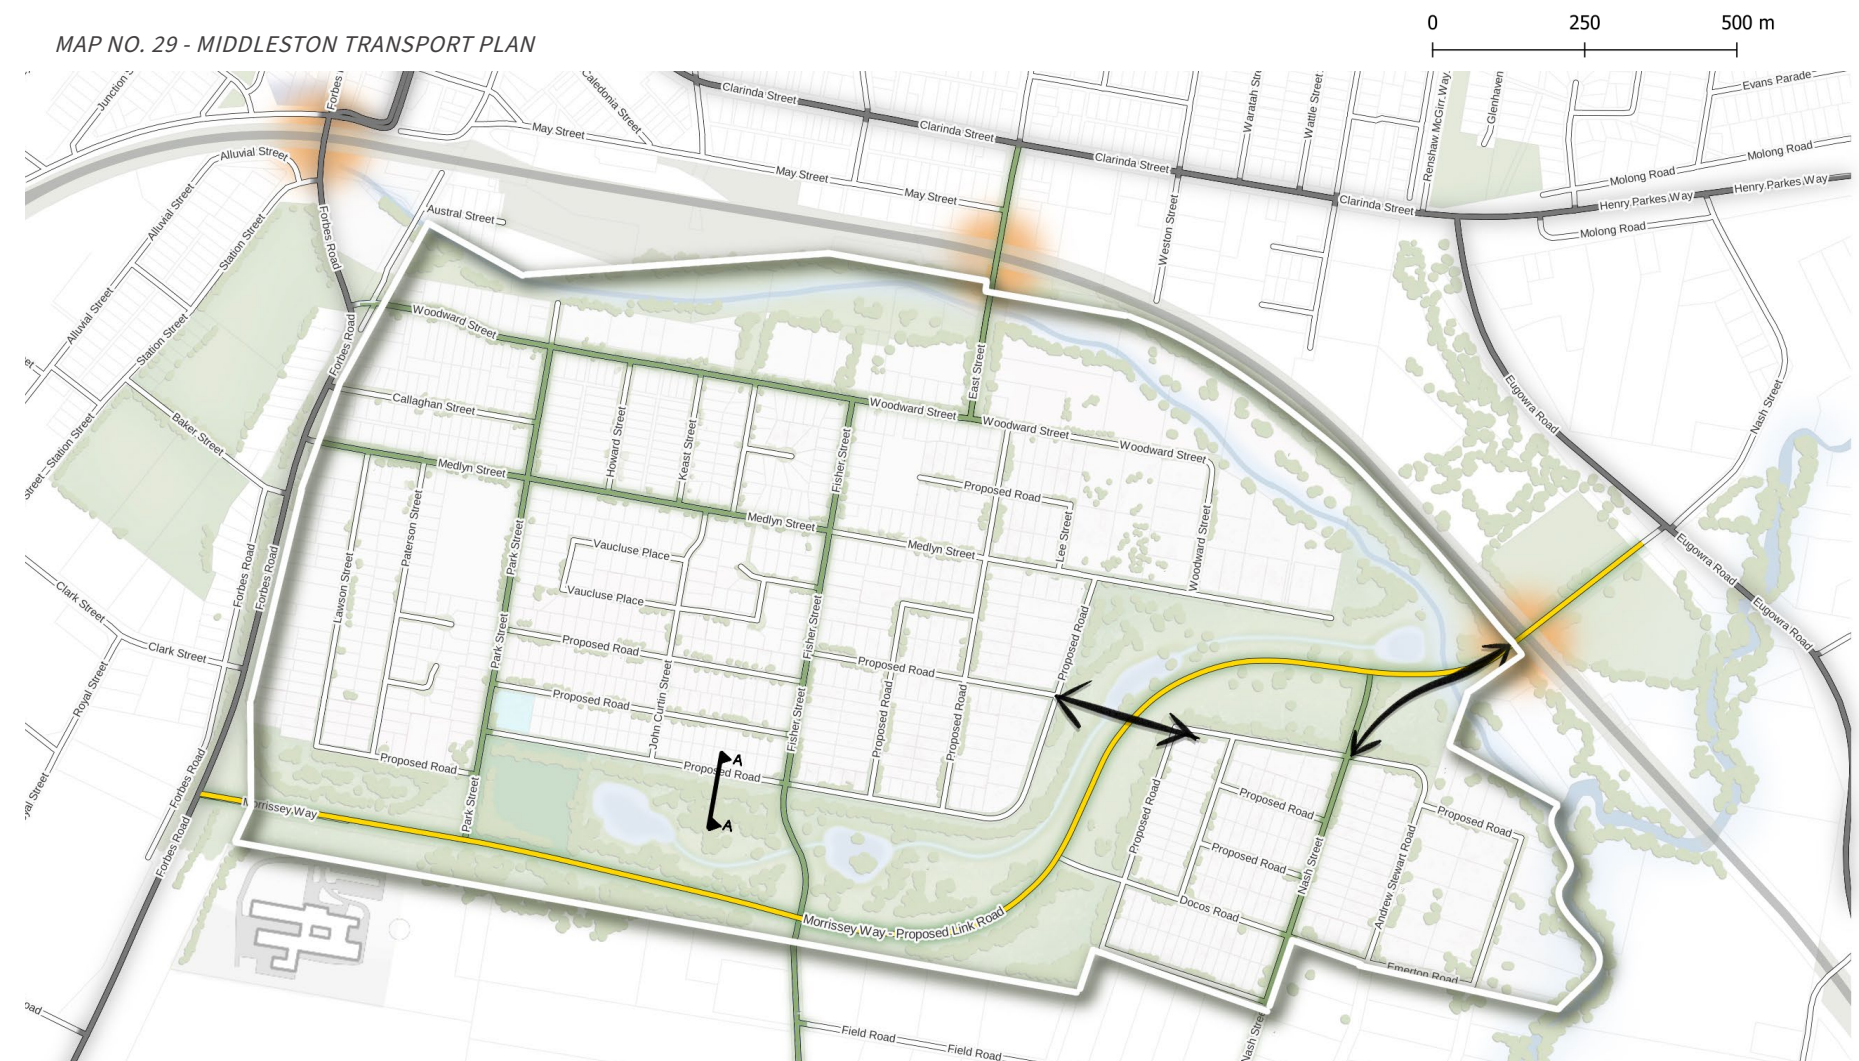 0 250 500 m
MAP NO. 29 - MIDDLESTON TRANSPORT PLAN
Forbes
Junction
Caledonia Street
Clarinda Street
Clarinda Street
Clarinda Street
Clarinda Street
Waratah Str
Wattle Street
Renshaw McGirr Way
Glenhaven
Evans Parade
Molong Road
Molong Road
Henry Parkes Way
Henry Parkes Way
Molong Road
May Street
May Street
May Street
Alluvial Street
Alluvial Street
Alluvial Street
Station Street
Station Street
Station Street
Street
Forbes Road
Austral Street
Weston Street
Woodward Street
Forbes Road
East Street
Eugowra Road
Nash Street
Callaghan Street
Woodward Street
Woodward Street
Woodward Street
Baker Street
Howard Street
Keast Street
Fisher Street
Medlyn Street
Proposed Road
Medlyn Street
Medlyn Street
Lee Street
Woodward Street
Paterson Street
Lawson Street
Park Street
Vaucluse Place
Vaucluse Place
Eugowra Road
Eugowra Road
Forbes Road
Forbes Road
Clark Street
Clark Street
Royal Street
Proposed Road
Park Street
Fisher Street
Proposed Road
Proposed Road
Proposed Road
John Curtin Street
Fisher Street
Proposed Road
Proposed Road
Proposed Road
Proposed Road
A
A
Forbes Road
Forbes Road
Morrissey Way
Park Street
Proposed Road
Proposed Road
Proposed Road
Proposed Road
Nash Street
Andrew Stewart Road
Docos Road
Morrissey Way - Proposed Link Road
Emerton Road
Field Road
Field Road
Nash Stree